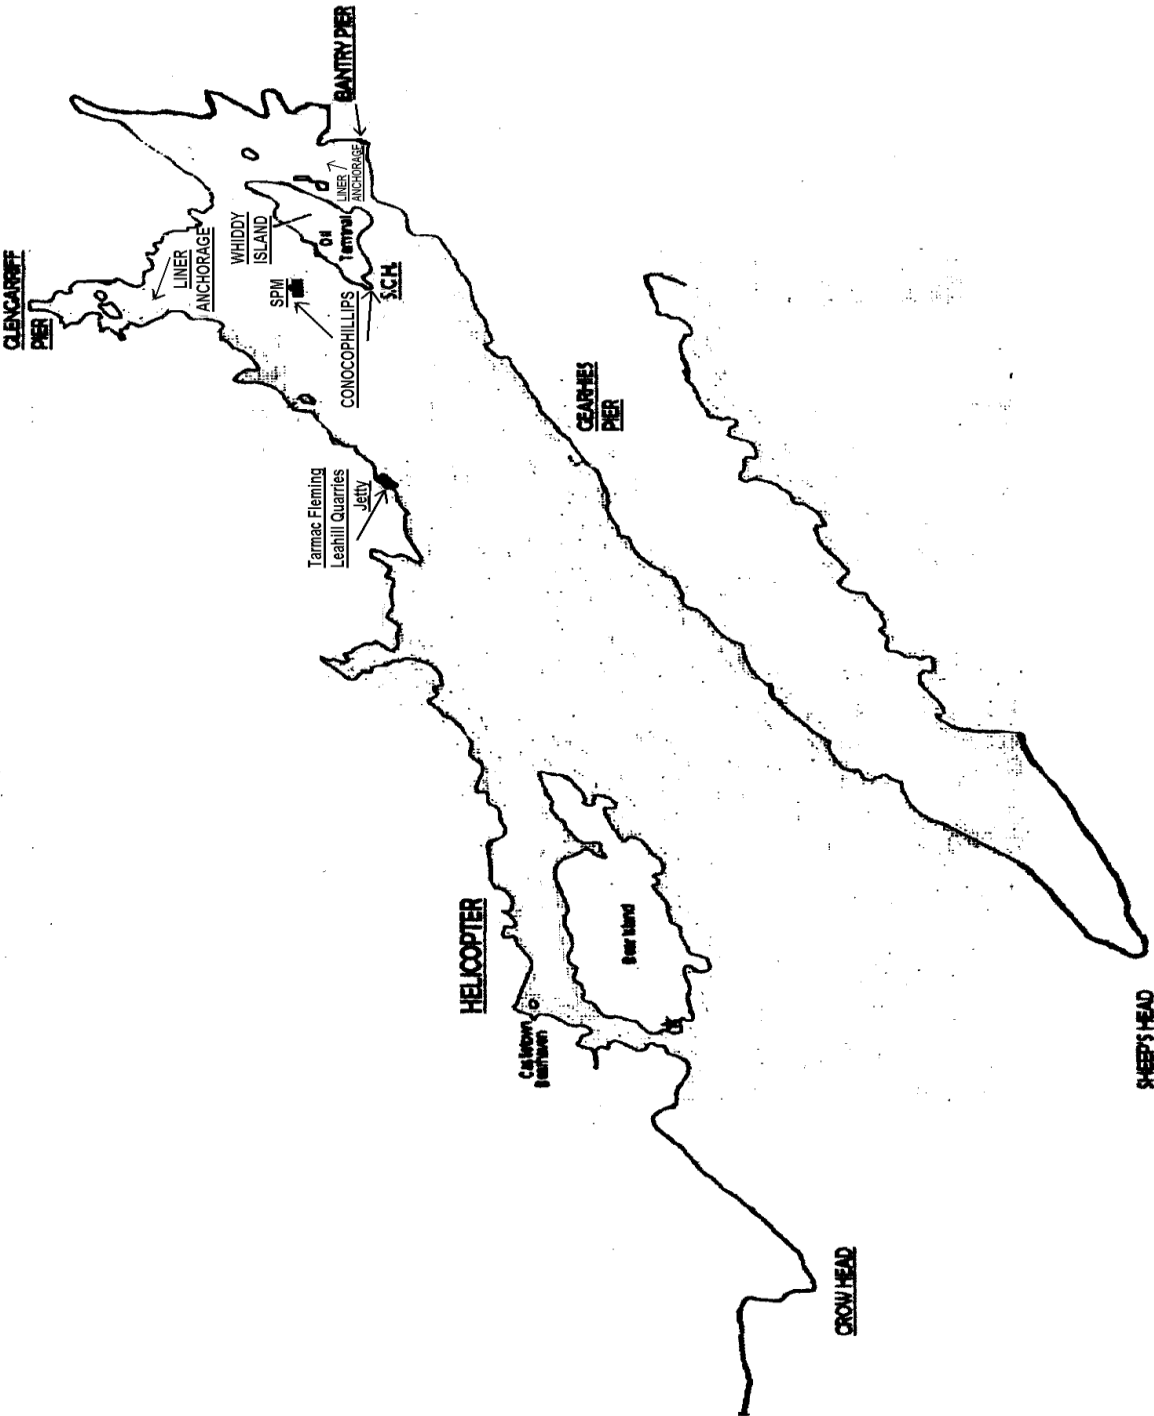 GLENGARRIFF
PIER
LINER
ANCHORAGE
WHIDDY
ISLAND
Oil
Terminal
SPM
CONOCOPHILLIPS
S.C.H.
LINER
ANCHORAGE
BANTRY PIER
Tarmac Fleming
Leahill Quarries
Jetty
GEARHIES
PIER
HELICOPTER
Castletown
Bearhaven
Bear Island
SHEEP'S HEAD
CROW HEAD